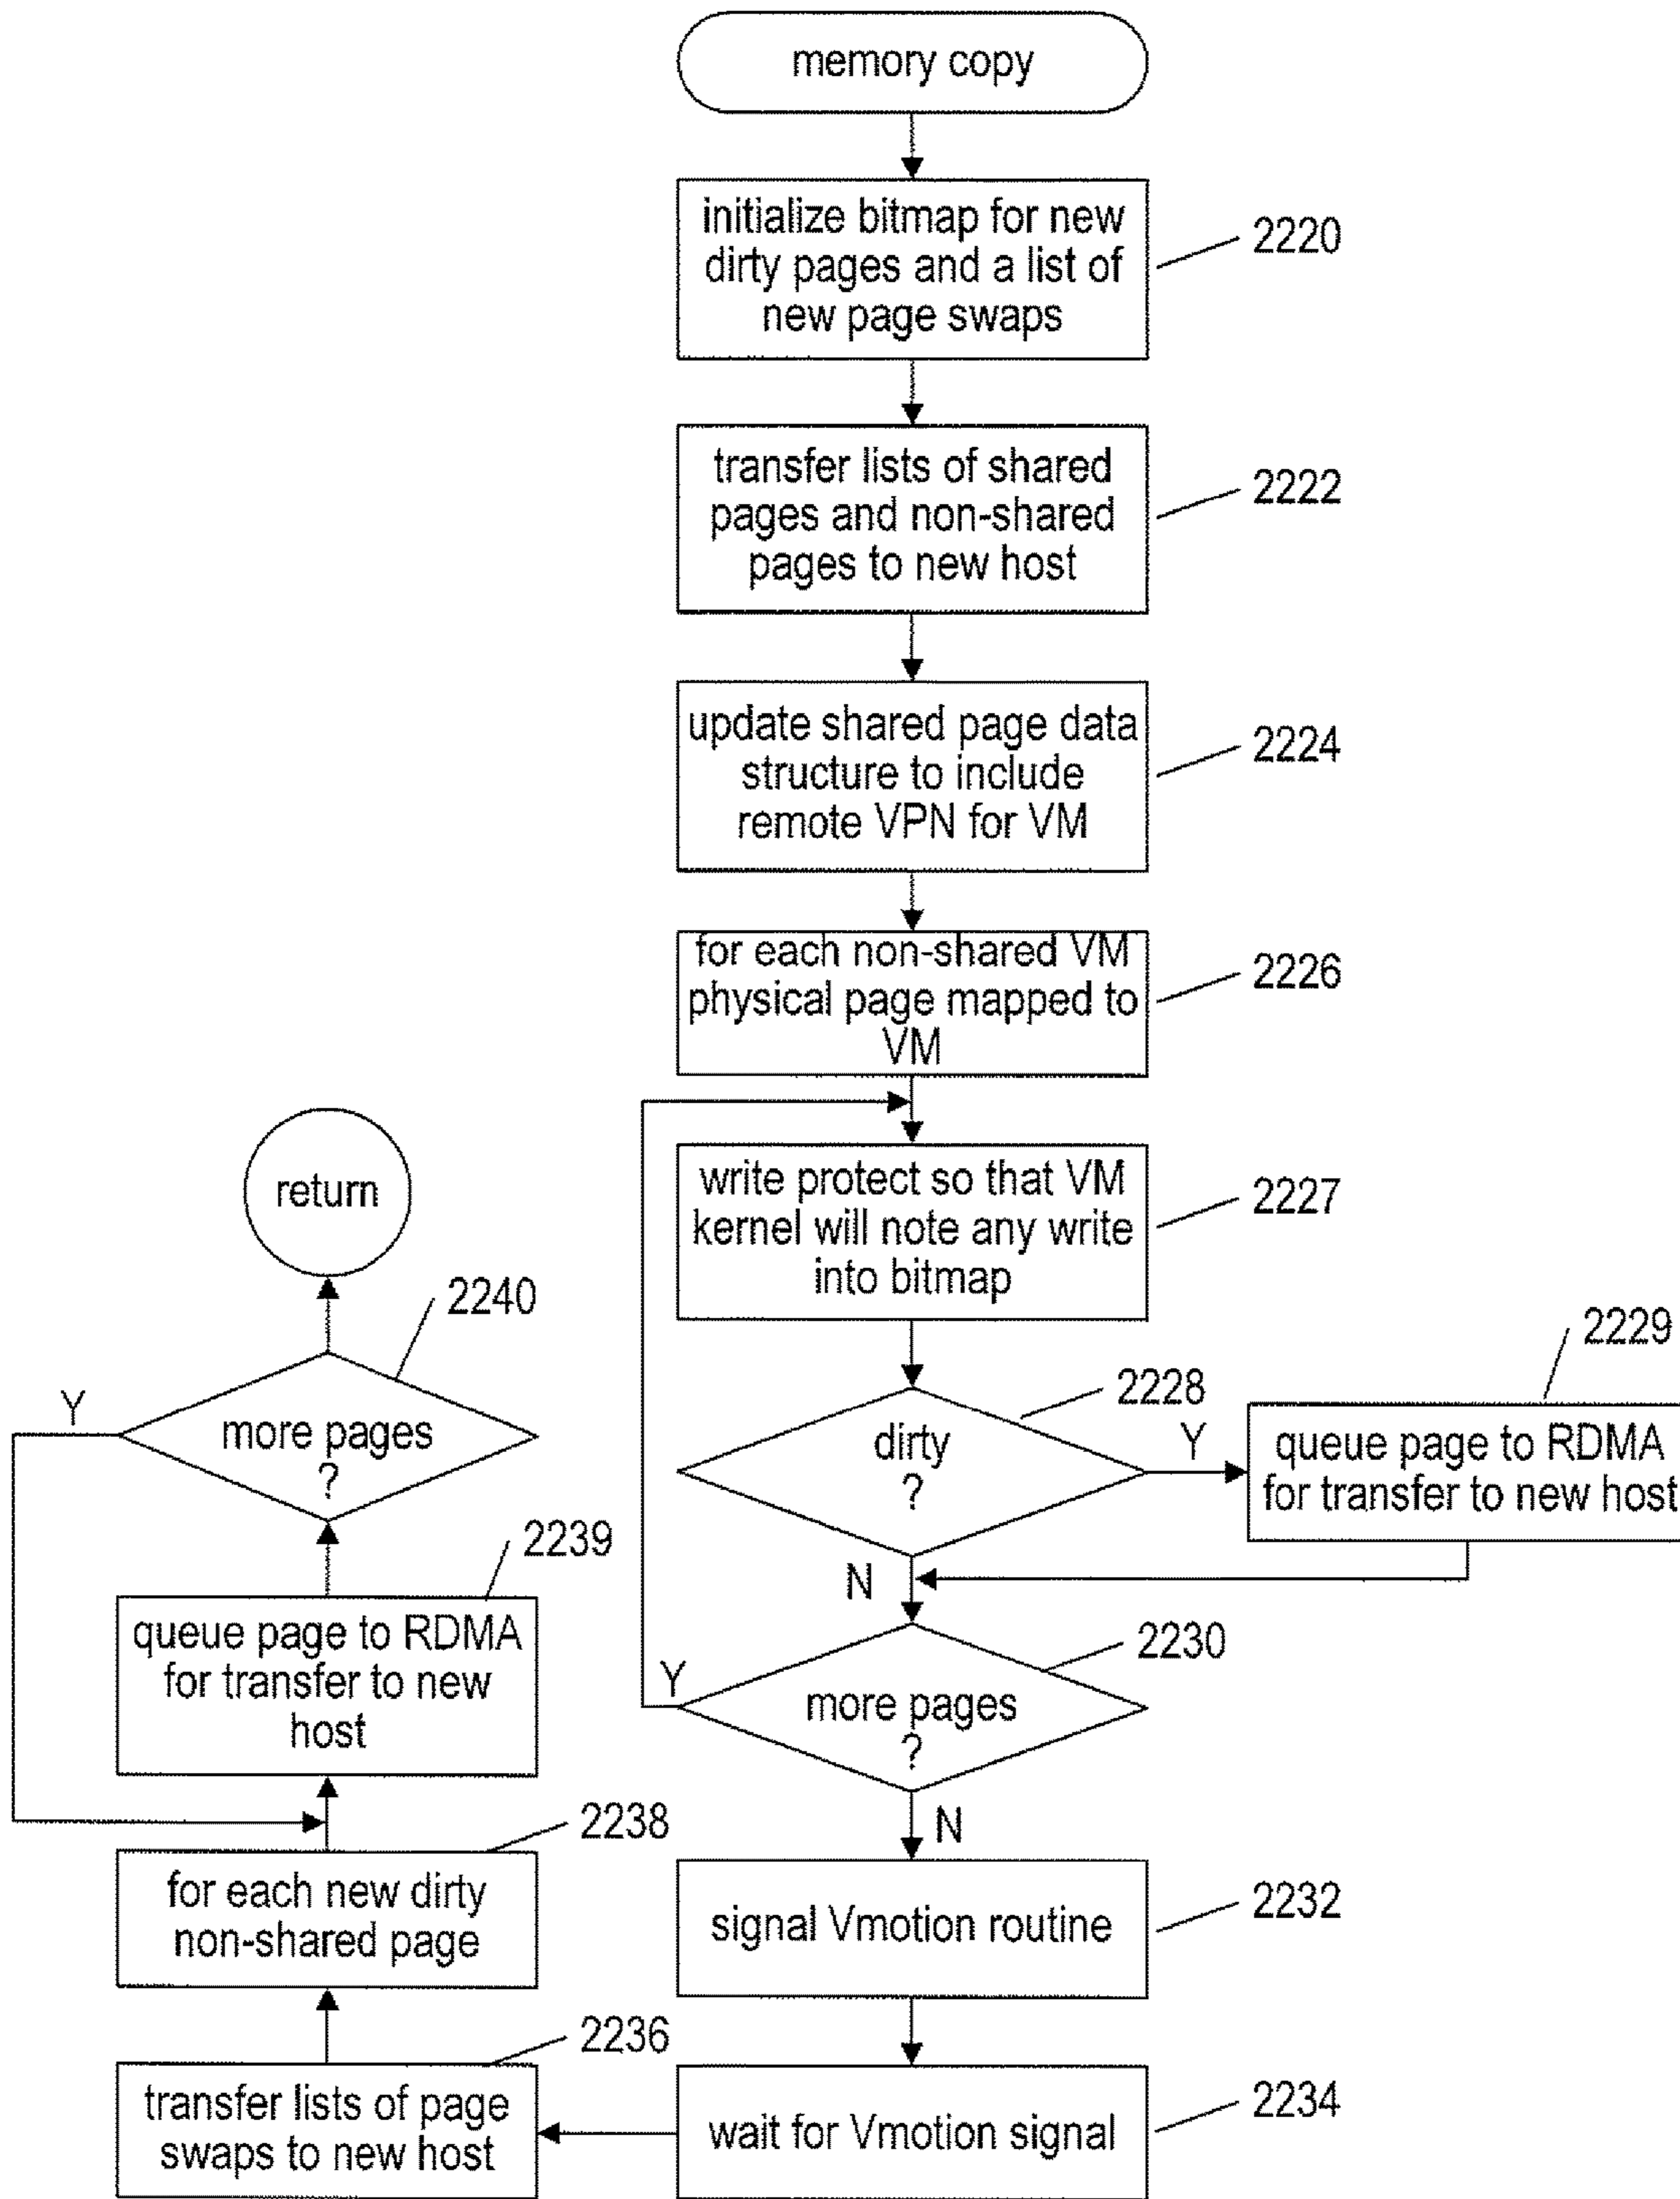 memory copy
initialize bitmap for new
dirty pages and a list of
new page swaps
2220
transfer lists of shared
pages and non-shared
pages to new host
2222
update shared page data
structure to include
remote VPN for VM
2224
for each non-shared VM
physical page mapped to
VM
2226
write protect so that VM
kernel will note any write
into bitmap
2227
dirty
?
2228
Y
N
queue page to RDMA
for transfer to new host
2229
more pages
?
2230
Y
N
signal Vmotion routine
2232
wait for Vmotion signal
2234
transfer lists of page
swaps to new host
2236
for each new dirty
non-shared page
2238
queue page to RDMA
for transfer to new
host
2239
more pages
?
2240
Y
return